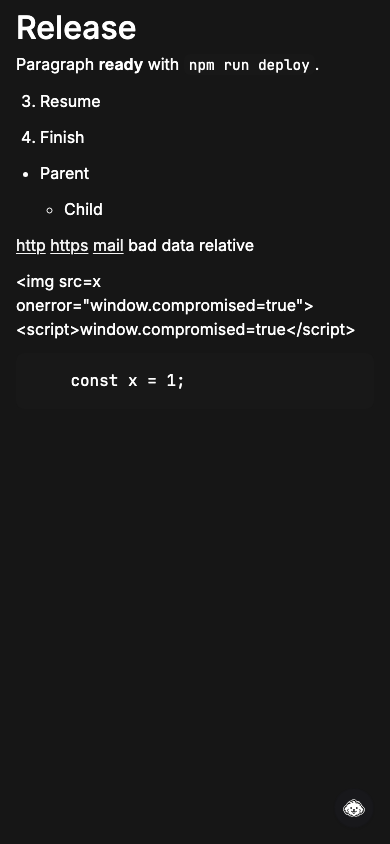 Release
Paragraph ready with npm run deploy.
3. Resume
4. Finish
• Parent
◦ Child
http https mail bad data relative
<img src=x
onerror="window.compromised=true">
<script>window.compromised=true</script>
const x = 1;